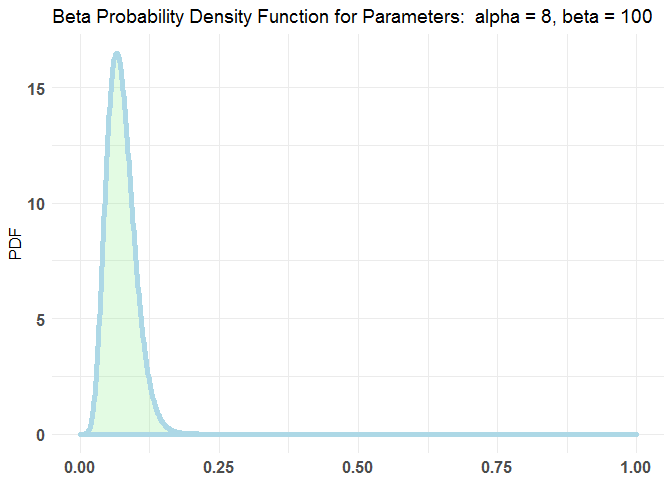 Beta Probability Density Function for Parameters:  alpha = 8, beta = 100
15
10
PDF
5
0
0.00 0.25 0.50 0.75 1.00